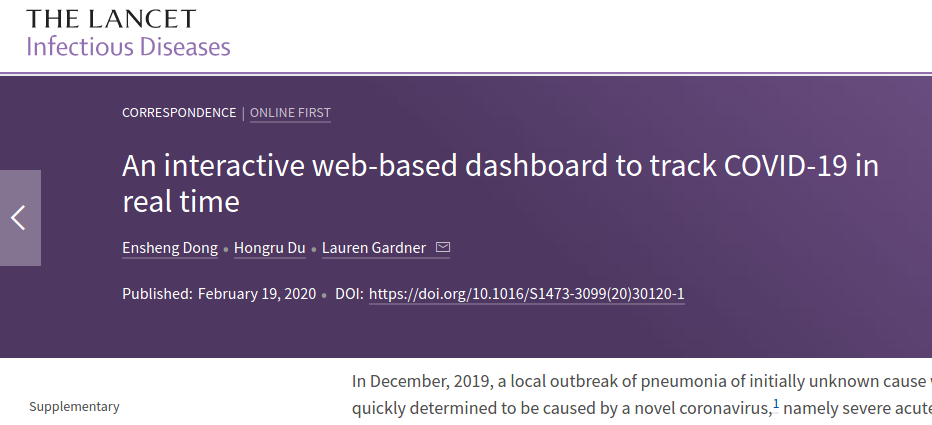 THE LANCET
Infectious Diseases
CORRESPONDENCE | ONLINE FIRST
An interactive web-based dashboard to track COVID-19 in
real time
Ensheng Dong • Hongru Du • Lauren Gardner
Published: February 19, 2020 • DOI: https://doi.org/10.1016/S1473-3099(20)30120-1
In December, 2019, a local outbreak of pneumonia of initially unknown cause
Supplementary
quickly determined to be caused by a novel coronavirus,1 namely severe acute